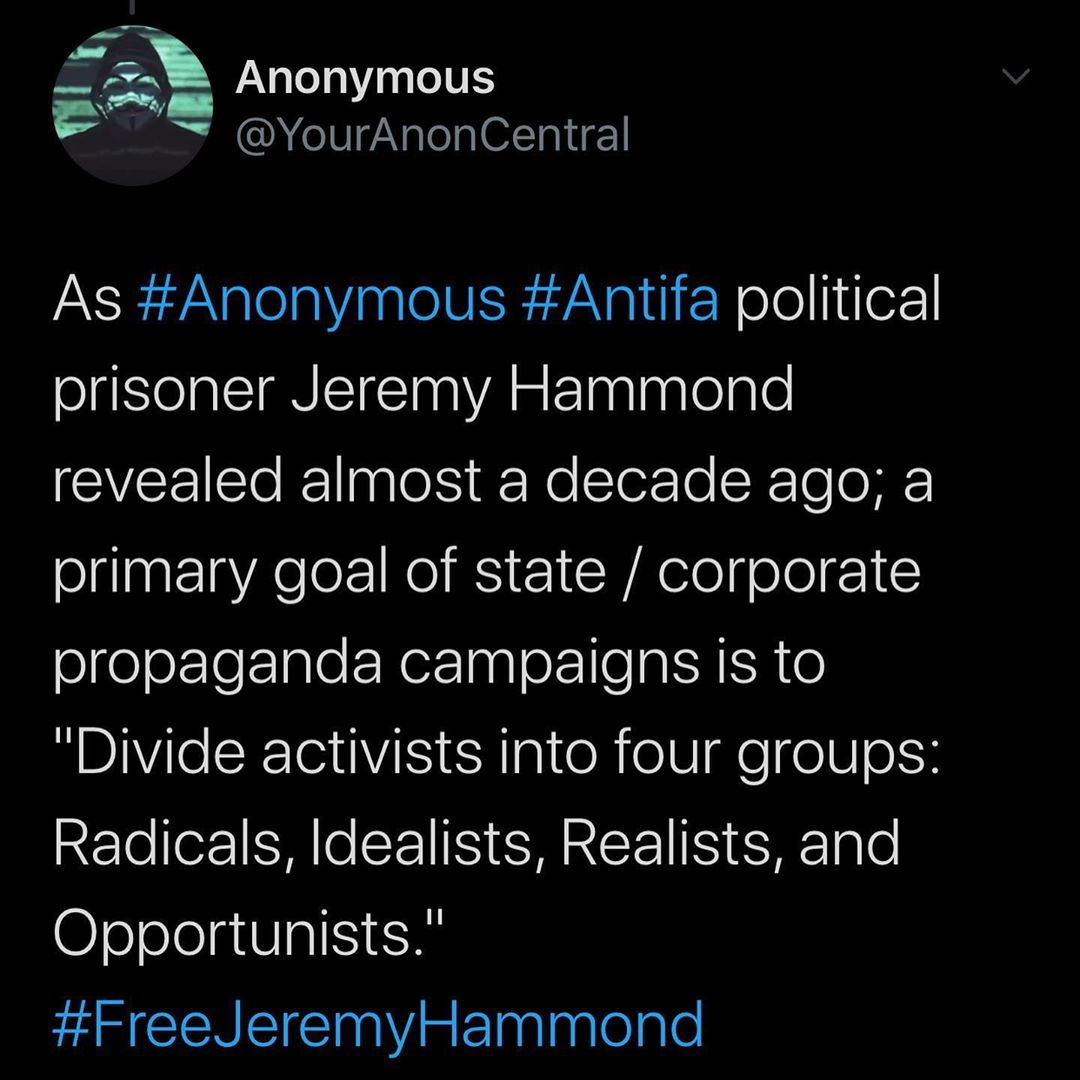 Anonymous
@YourAnonCentral
As #Anonymous #Antifa political
prisoner Jeremy Hammond
revealed almost a decade ago; a
primary goal of state / corporate
propaganda campaigns is to
"Divide activists into four groups:
Radicals, Idealists, Realists, and
Opportunists."
#FreeJeremyHammond